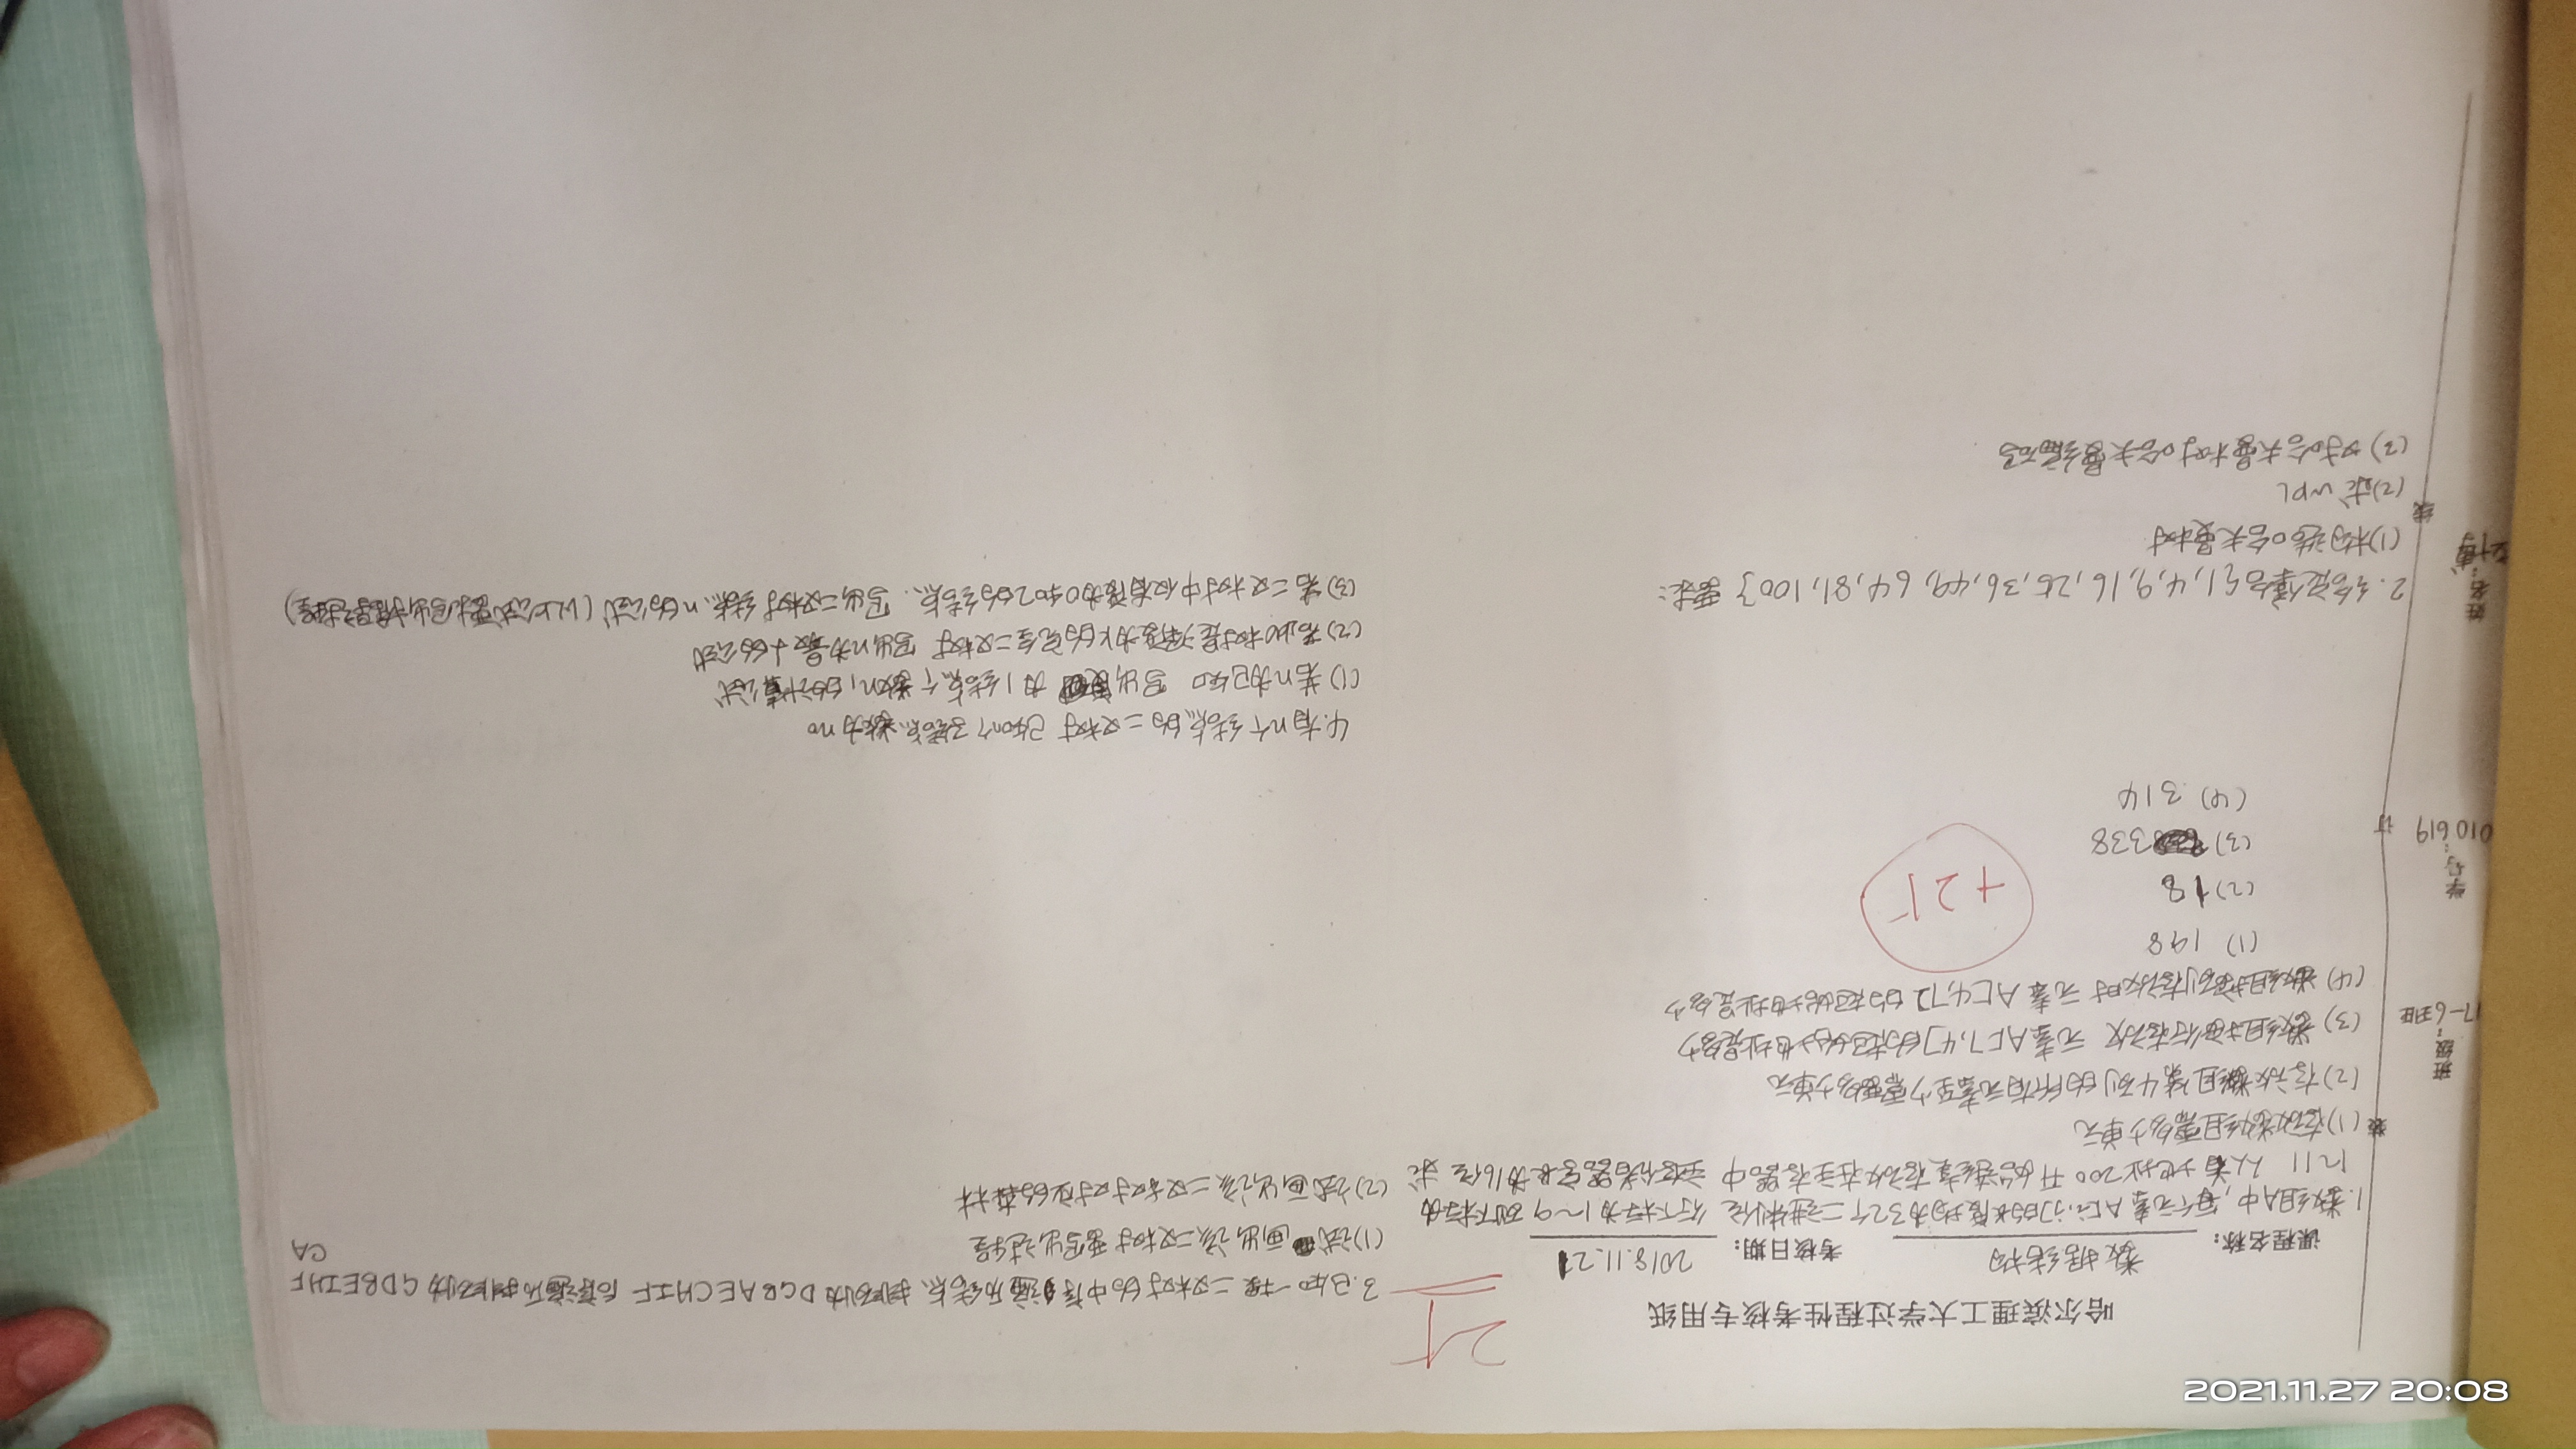 2021.11.27 20:08
25
哈尔滨理工大学过程性考核专用纸
课程名称: 数据结构 考核日期: 2018.11.21
1.数组A中,每个元素A[i,j]的长度均为32个二进制位 行下标为1~9 列下标为
1~11 从首地址200开始连续存放在主存器中 主存储器字长为16位 求
(1)存放数组需多少单元
(2)存放数组第4列的所有元素至少需要多少单元
(3)数组按行存放 元素A[7,4]的起始地址是多少
(4)数组按列存放时 元素A[4,7]的起始地址是多少
(1) 198
(2) 18
(3) 338
(4) 314
+25
2.给定集合{1,4,9,16,25,36,49,64,81,100}要求:
(1)构造哈夫曼树
(2)求WPL
(3)对哈夫曼树哈夫曼编码
装
订
线
班级:
17-6班
学号:
010619
姓名:
博
3.已知一棵二叉树的中序遍历结点排列为DGBAECHIF 后序遍历排列为GDBEIHF
CA
(1)试画出该二叉树要写出过程
(2)试画出该二叉树对应的森林
4.有n个结点的二叉树 已知叶子结点数为n0
(1)若n为已知 写出度为1结点个数n1的计算公式
(2)若此树是深度为k的完全二叉树 写出n为最小的公式
(3)若二叉树中仅有度为0和2的结点.写出二叉树结点n的公式(以上公式要求写出推导过程)